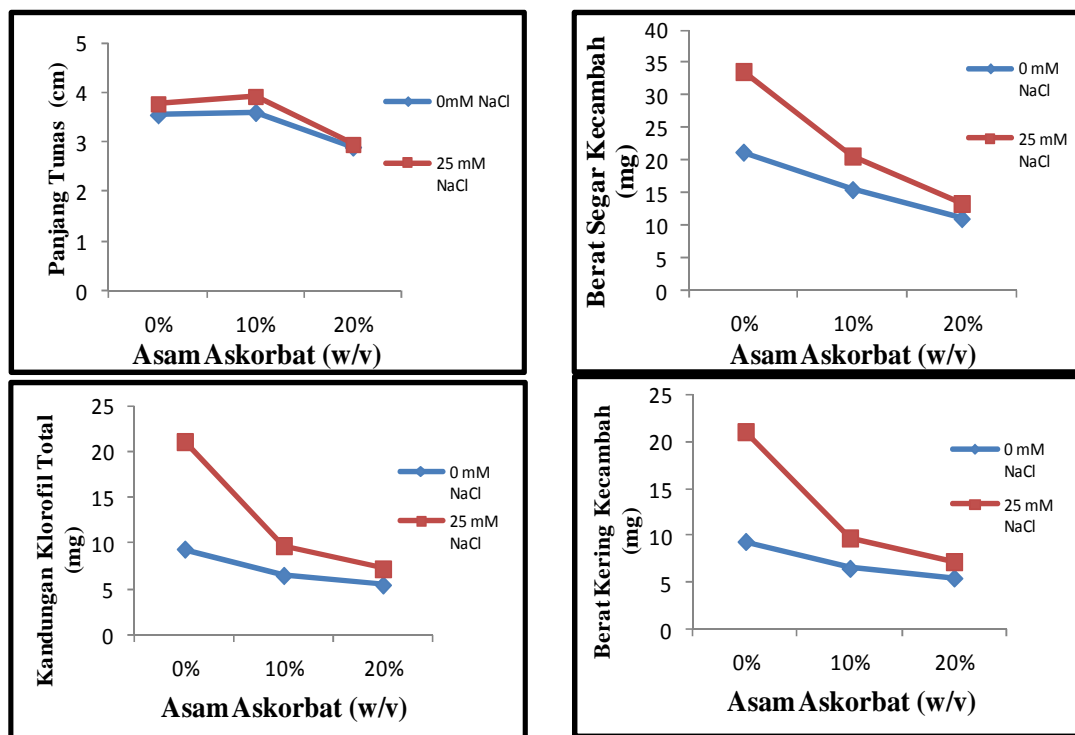 Panjang Tunas (cm)
5
4
3
2
1
0
0%
10%
20%
Asam Askorbat (w/v)
0mM NaCl
25 mM
NaCl
Berat Segar Kecambah
(mg)
40
35
30
25
20
15
10
5
0
0%
10%
20%
Asam Askorbat (w/v)
0 mM
NaCl
25 mM
NaCl
Kandungan Klorofil Total
(mg)
25
20
15
10
5
0
0%
10%
20%
Asam Askorbat (w/v)
0 mM
NaCl
25 mM
NaCl
Berat Kering Kecambah
(mg)
25
20
15
10
5
0
0%
10%
20%
Asam Askorbat (w/v)
0 mM
NaCl
25 mM
NaCl